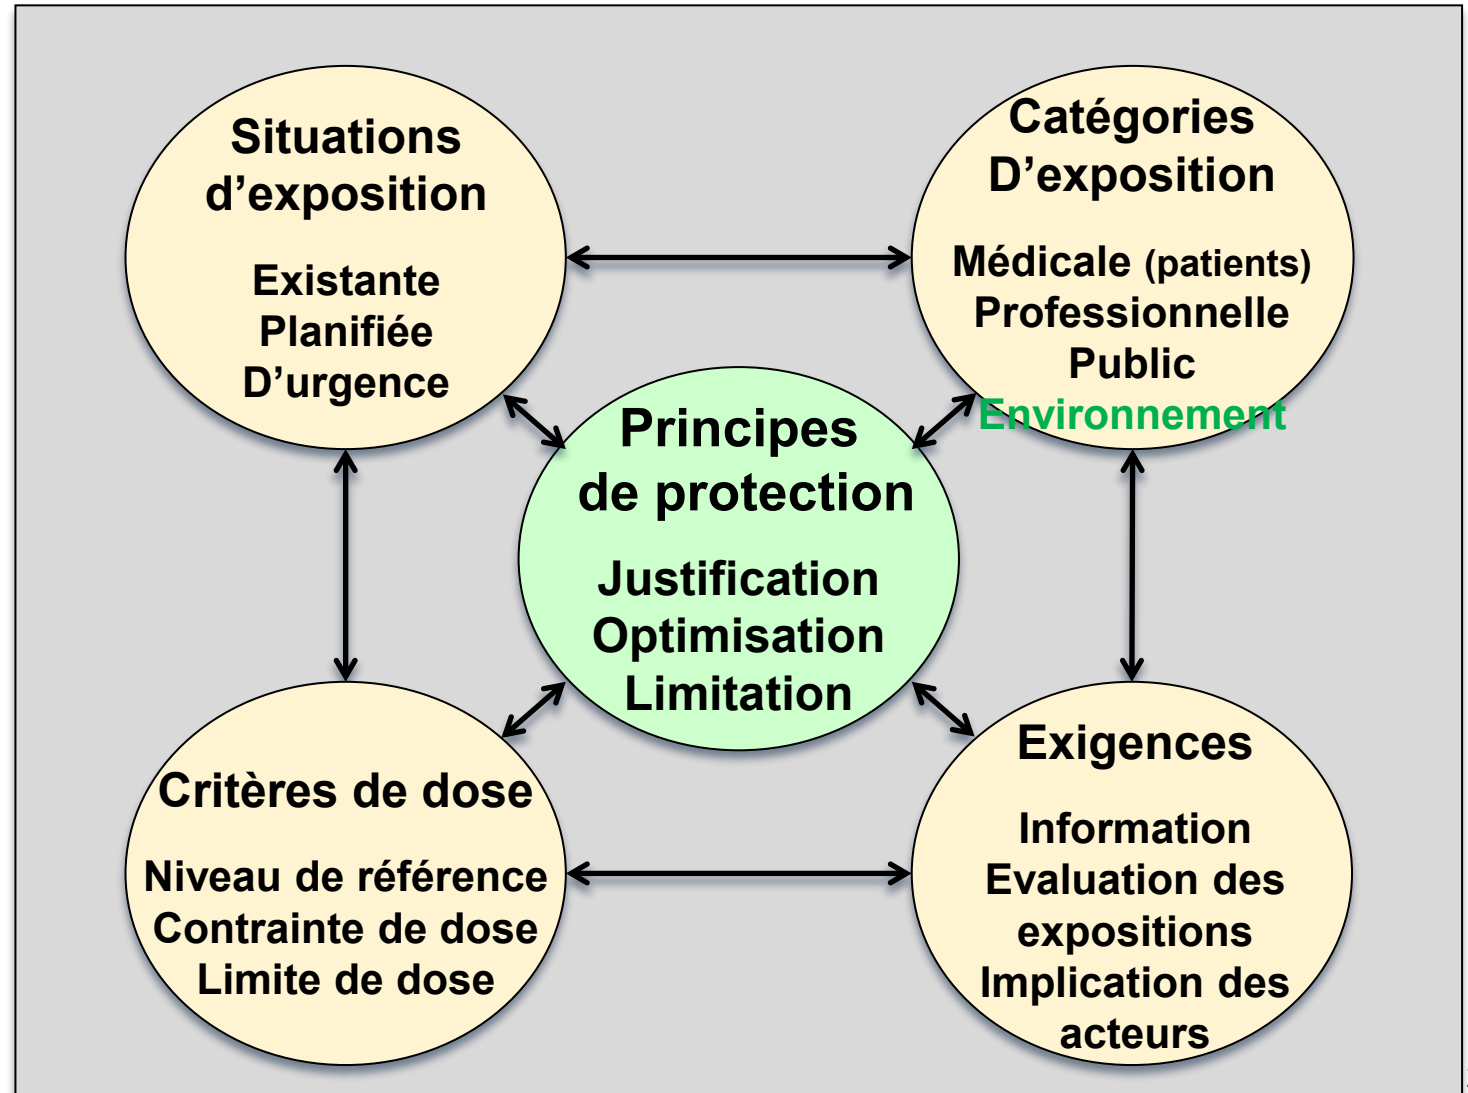 Situations
d’exposition
Existante
Planifiée
D’urgence
Catégories
D’exposition
Médicale (patients)
Professionnelle
Public
Environnement
Principes
de protection
Justification
Optimisation
Limitation
Critères de dose
Niveau de référence
Contrainte de dose
Limite de dose
Exigences
Information
Evaluation des
expositions
Implication des
acteurs